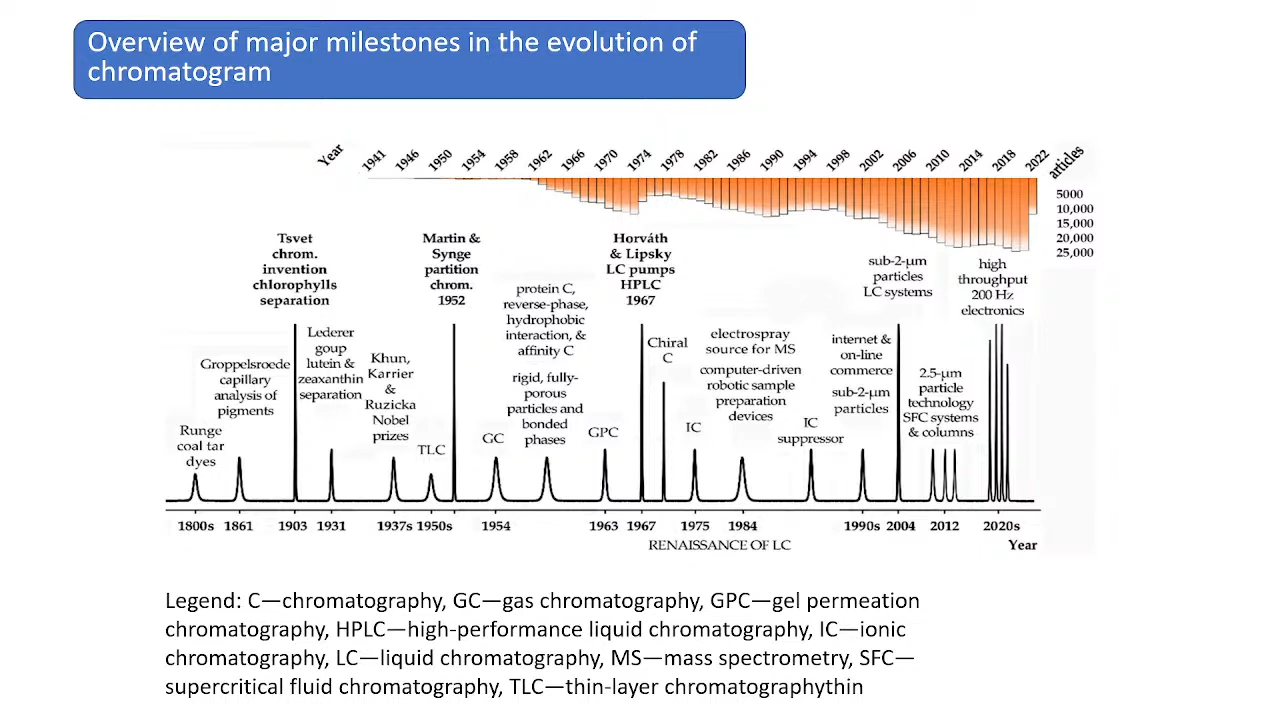 Overview of major milestones in the evolution of
chromatogram
Year
1941 1946 1950 1954 1958 1962 1966 1970 1974 1978 1982 1986 1990 1994 1998 2002 2006 2010 2014 2018 2022
articles
5000
10,000
15,000
20,000
25,000
Tsvet
chrom.
invention
chlorophylls
separation
Martin &
Synge
partition
chrom.
1952
Horváth
& Lipsky
LC pumps
HPLC
1967
sub-2-µm
particles
LC systems
high
throughput
200 Hz
electronics
Runge
coal tar
dyes
Groppelsroede
capillary
analysis of
pigments
Lederer
goup
lutein &
zeaxanthin
separation
Khun,
Karrier
&
Ruzicka
Nobel
prizes
TLC
GC
protein C,
reverse-phase,
hydrophobic
interaction, &
affinity C
rigid, fully-
porous
particles and
bonded
phases
GPC
Chiral
C
IC
electrospray
source for MS
computer-driven
robotic sample
preparation
devices
IC
suppressor
internet &
on-line
commerce
sub-2-µm
particles
2.5-µm
particle
technology
SFC systems
& columns
1800s 1861 1903 1931 1937s 1950s 1954 1963 1967 1975 1984 1990s 2004 2012 2020s
RENAISSANCE OF LC
Year
Legend: C—chromatography, GC—gas chromatography, GPC—gel permeation
chromatography, HPLC—high-performance liquid chromatography, IC—ionic
chromatography, LC—liquid chromatography, MS—mass spectrometry, SFC—
supercritical fluid chromatography, TLC—thin-layer chromatographythin